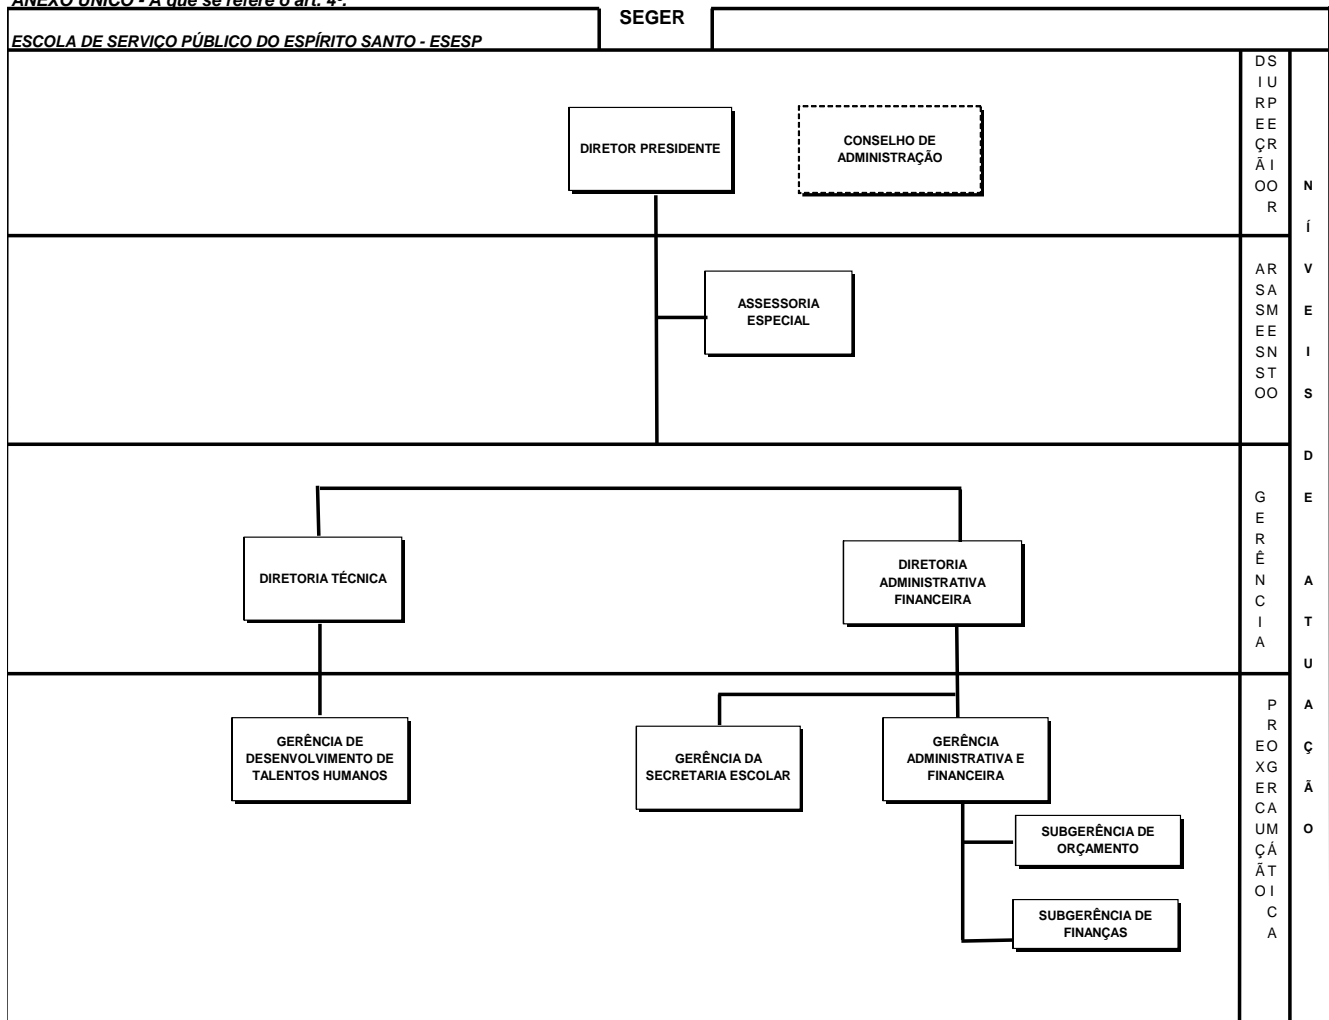 ANEXO ÚNICO - A que se refere o art. 4º.
SEGER
ESCOLA DE SERVIÇO PÚBLICO DO ESPÍRITO SANTO - ESESP
DIREÇÃO SUPERIOR
DIRETOR PRESIDENTE
CONSELHO DE
ADMINISTRAÇÃO
NÍVEIS DE ATUAÇÃO
ASSESSORIA
ESPECIAL
ASSESSO RAMENTO
GERÊNCIA
DIRETORIA TÉCNICA
DIRETORIA
ADMINISTRATIVA
FINANCEIRA
EXECUÇÃO PROGRAMÁTICA
GERÊNCIA DE
DESENVOLVIMENTO DE
TALENTOS HUMANOS
GERÊNCIA DA
SECRETARIA ESCOLAR
GERÊNCIA
ADMINISTRATIVA E
FINANCEIRA
SUBGERÊNCIA DE
ORÇAMENTO
SUBGERÊNCIA DE
FINANÇAS